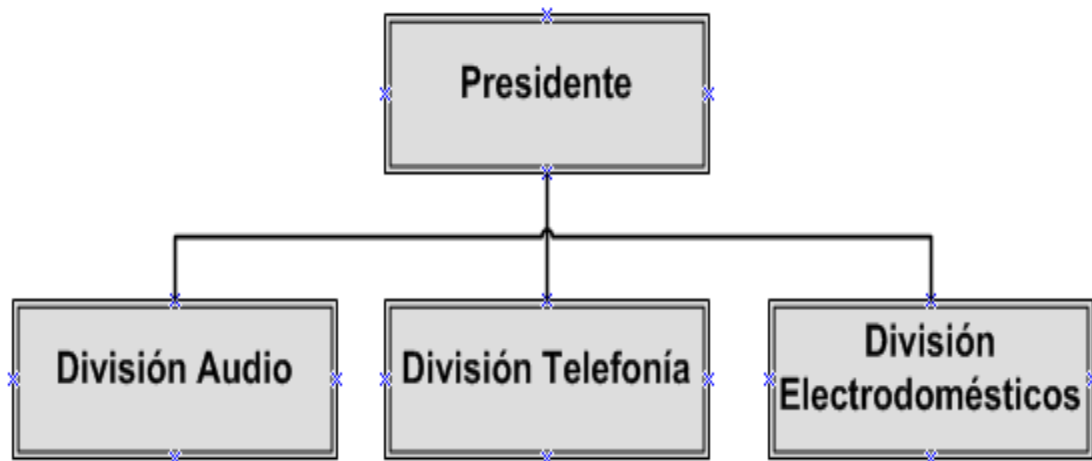 Presidente
División Audio
División Telefonía
División
Electrodomésticos